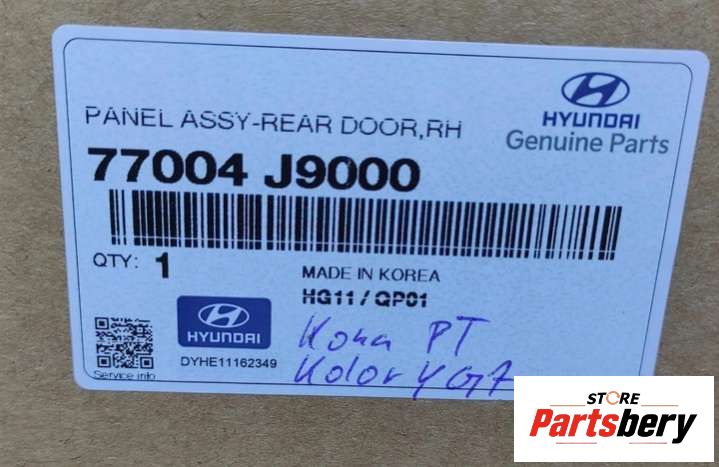 PANEL ASSY-REAR DOOR,RH
HYUNDAI
Genuine Parts
77004 J9000
QTY: 1
MADE IN KOREA
HG11 / QP01
HYUNDAI
DYHE11162349
Service info
Kona PT
Kolor YG7
STORE
Partsbery